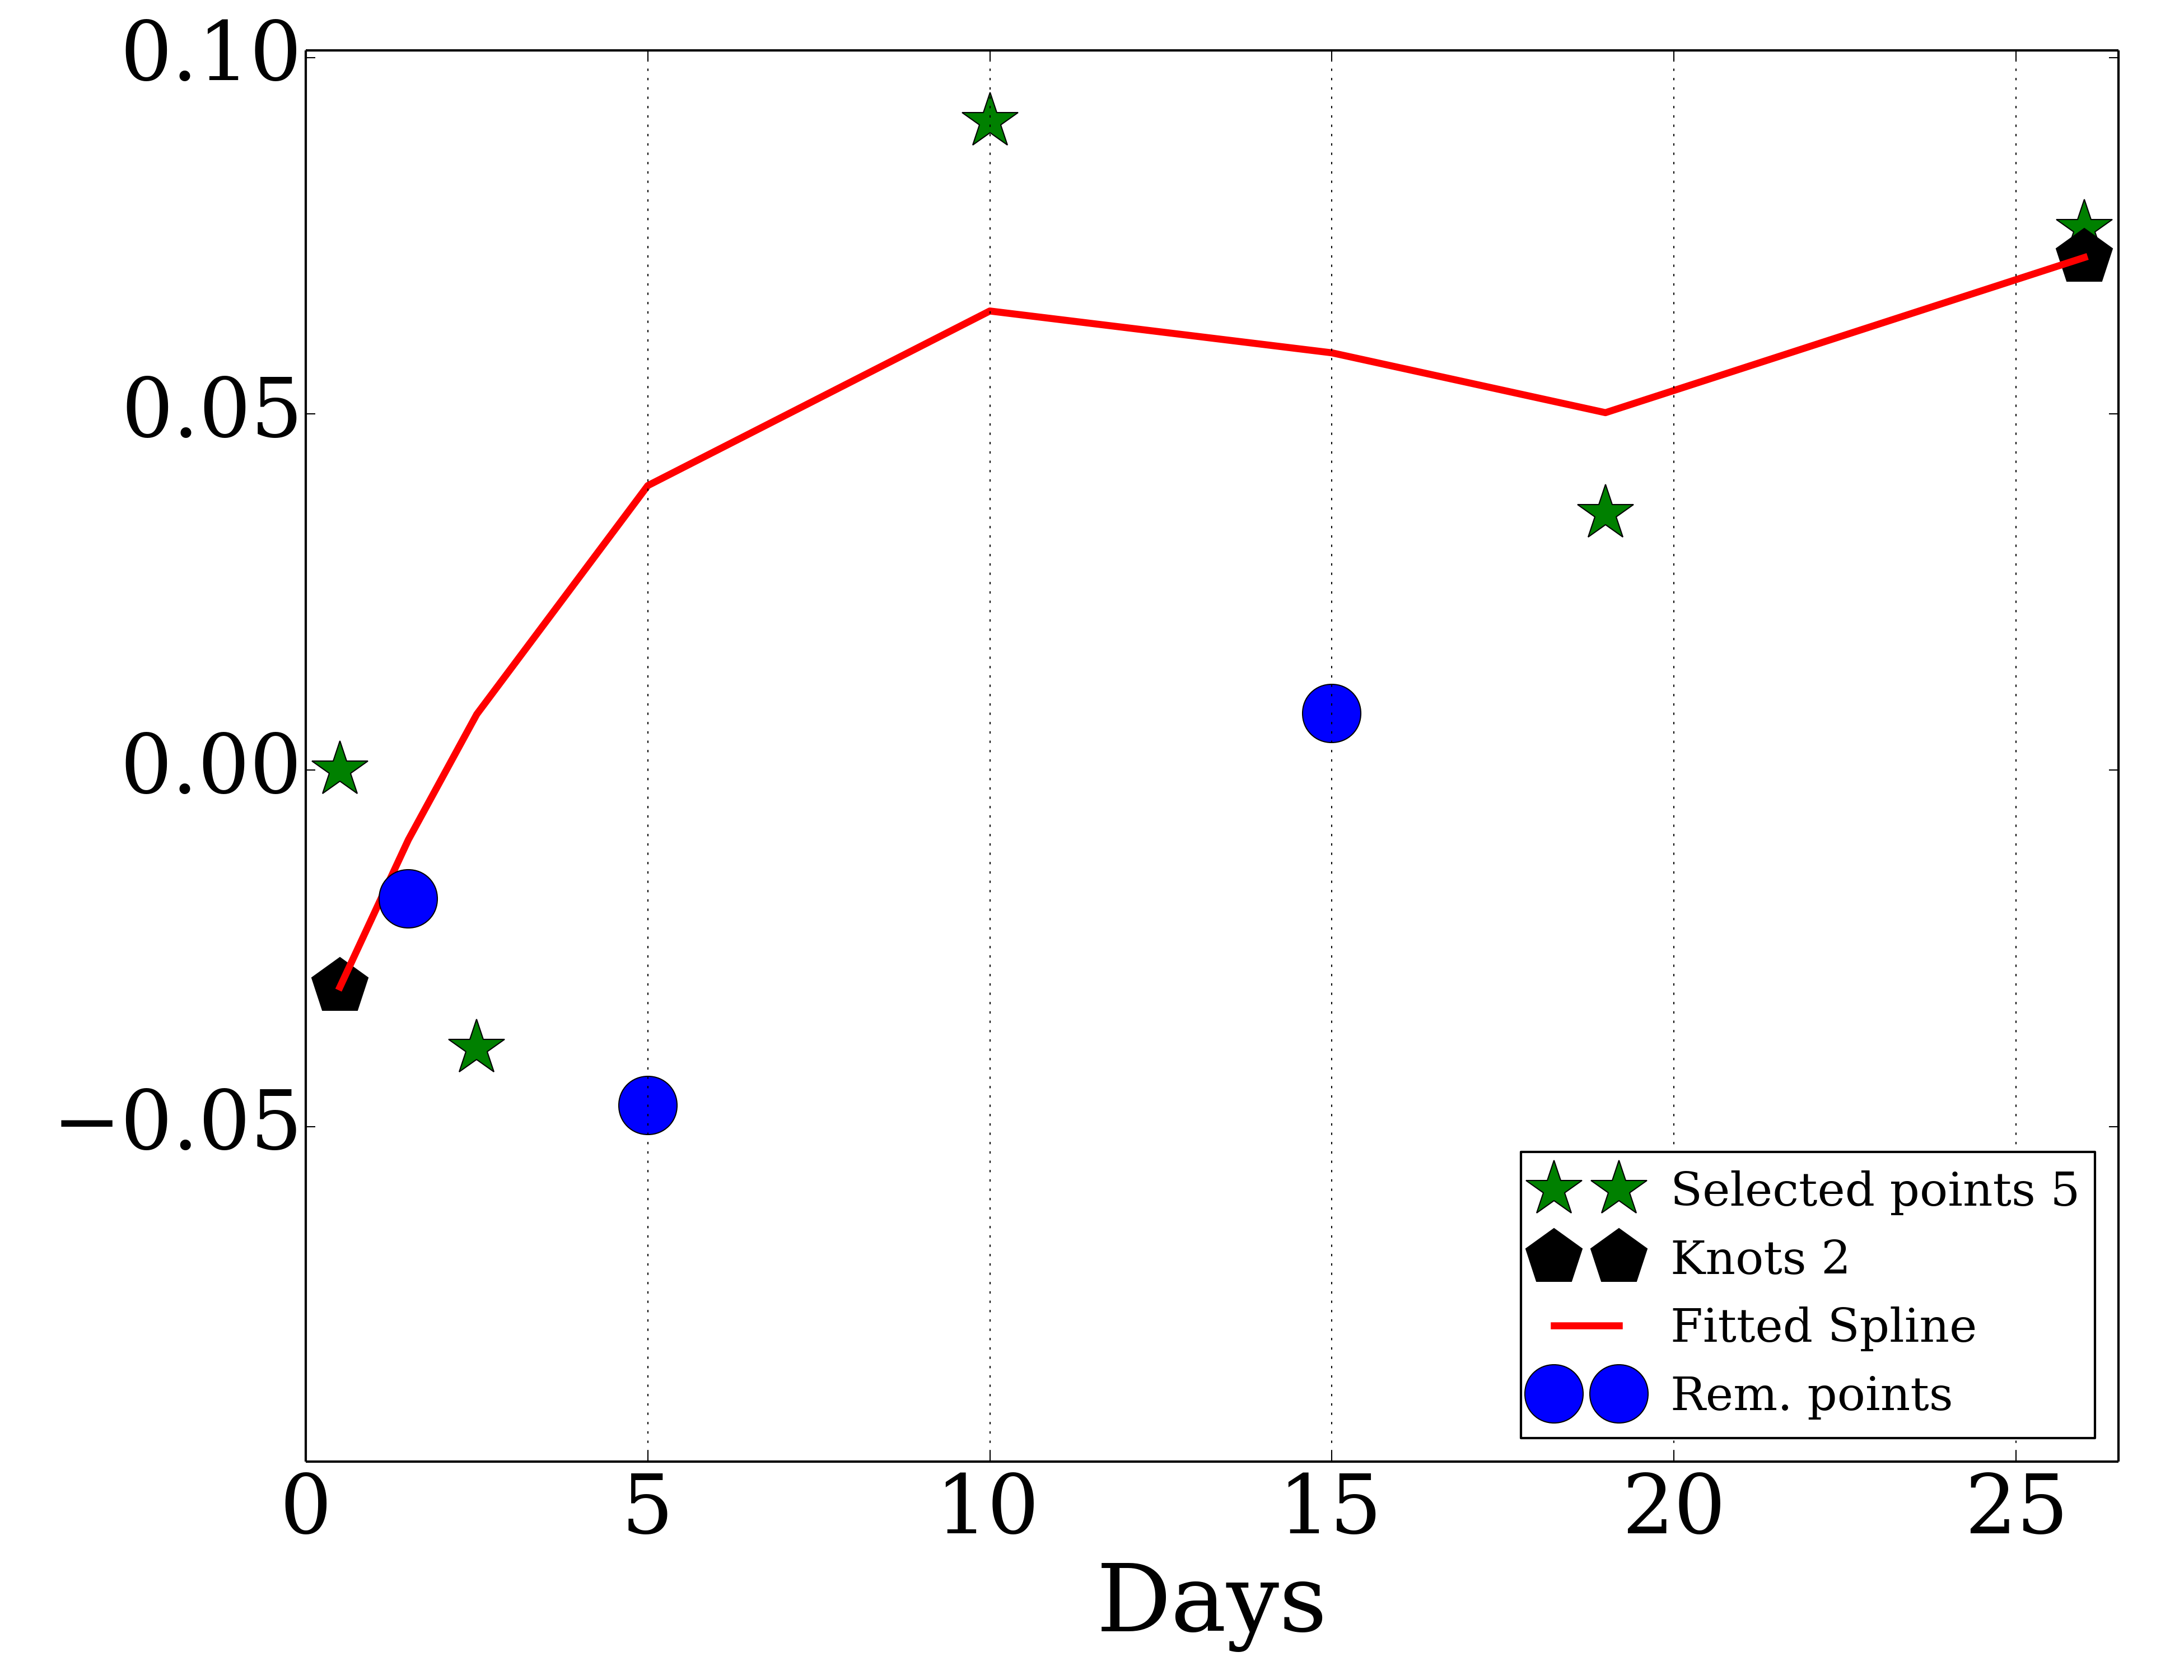 0.10
0.05
0.00
−0.05
Selected points 5
Knots 2
Fitted Spline
Rem. points
0 5 10 15 20 25
Days